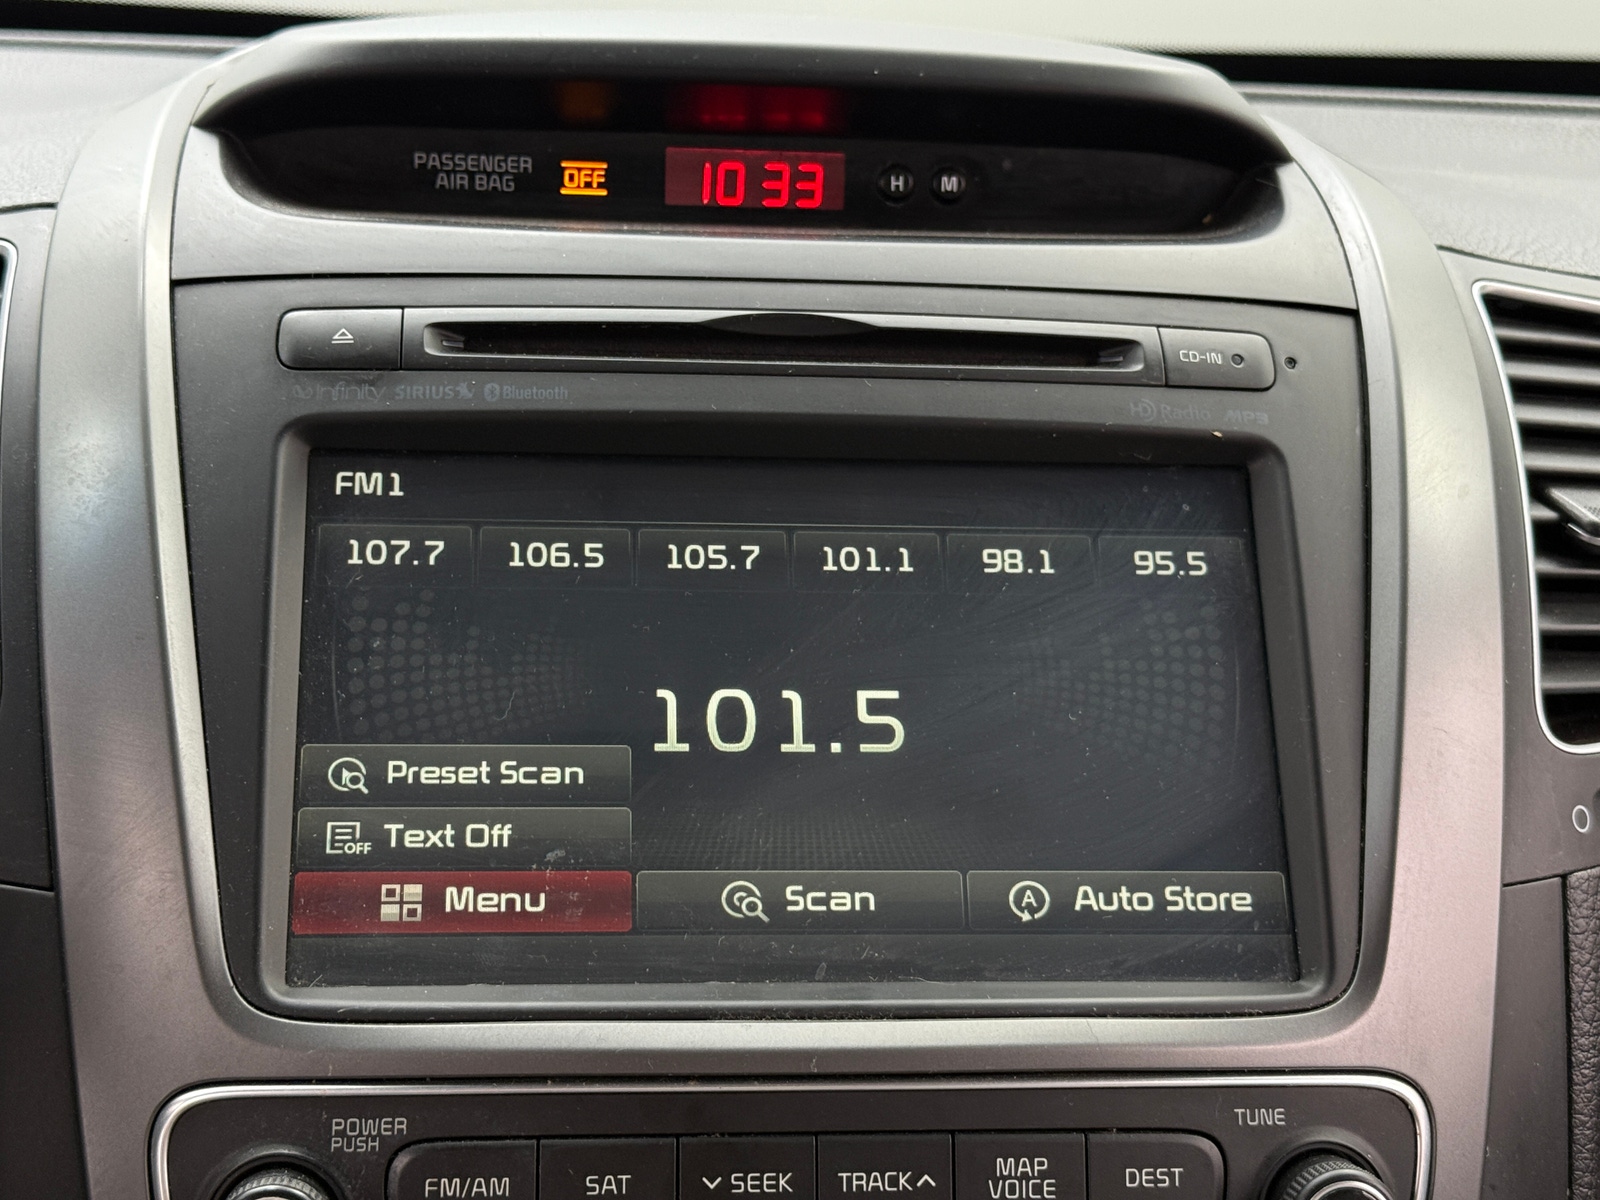 PASSENGER
AIR BAG
OFF
10 33
H
M
CD-IN
infinity SIRIUS Bluetooth
HD Radio MP3
FM1
107.7 106.5 105.7 101.1 98.1 95.5
101.5
Preset Scan
OFF Text Off
Menu
Scan
A Auto Store
POWER
PUSH
TUNE
FM/AM
SAT
SEEK
TRACK
MAP
VOICE
DEST